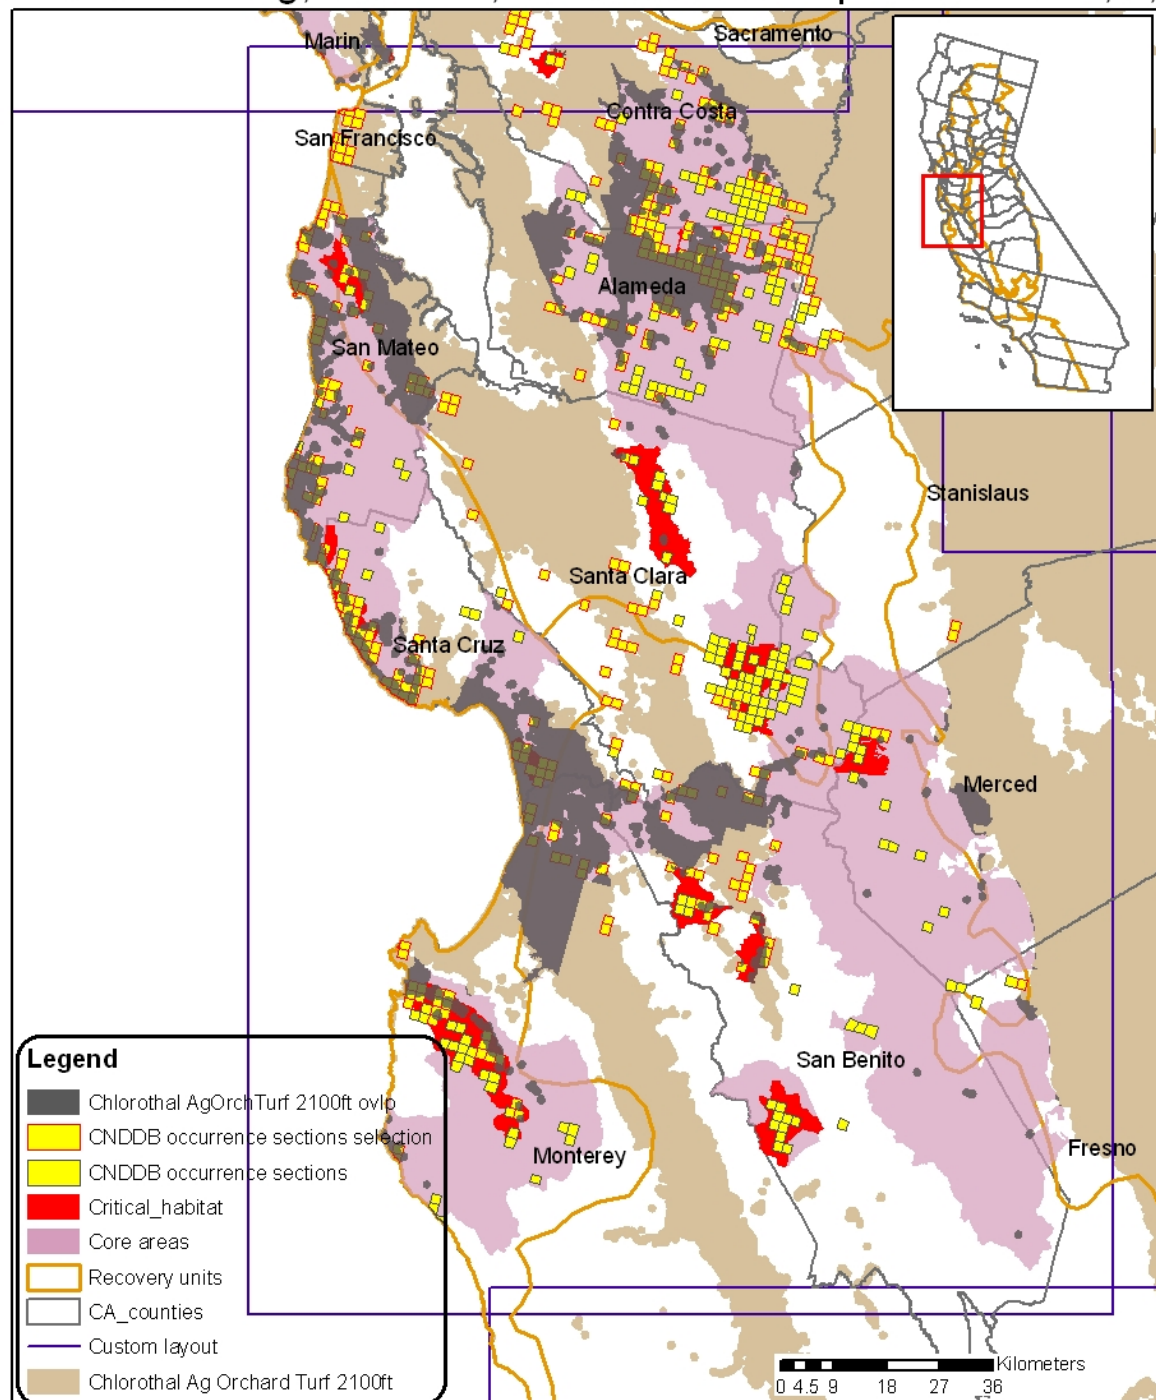 Marin
Sacramento
Contra Costa
San Francisco
Alameda
San Mateo
Stanislaus
Santa Clara
Santa Cruz
Merced
San Benito
Monterey
Fresno
Legend
Chlorothal AgOrchTurf 2100ft ovlp
CNDDB occurrence sections selection
CNDDB occurrence sections
Critical_habitat
Core areas
Recovery units
CA_counties
Custom layout
Chlorothal Ag Orchard Turf 2100ft
Kilometers
0 4.5 9 18 27 36